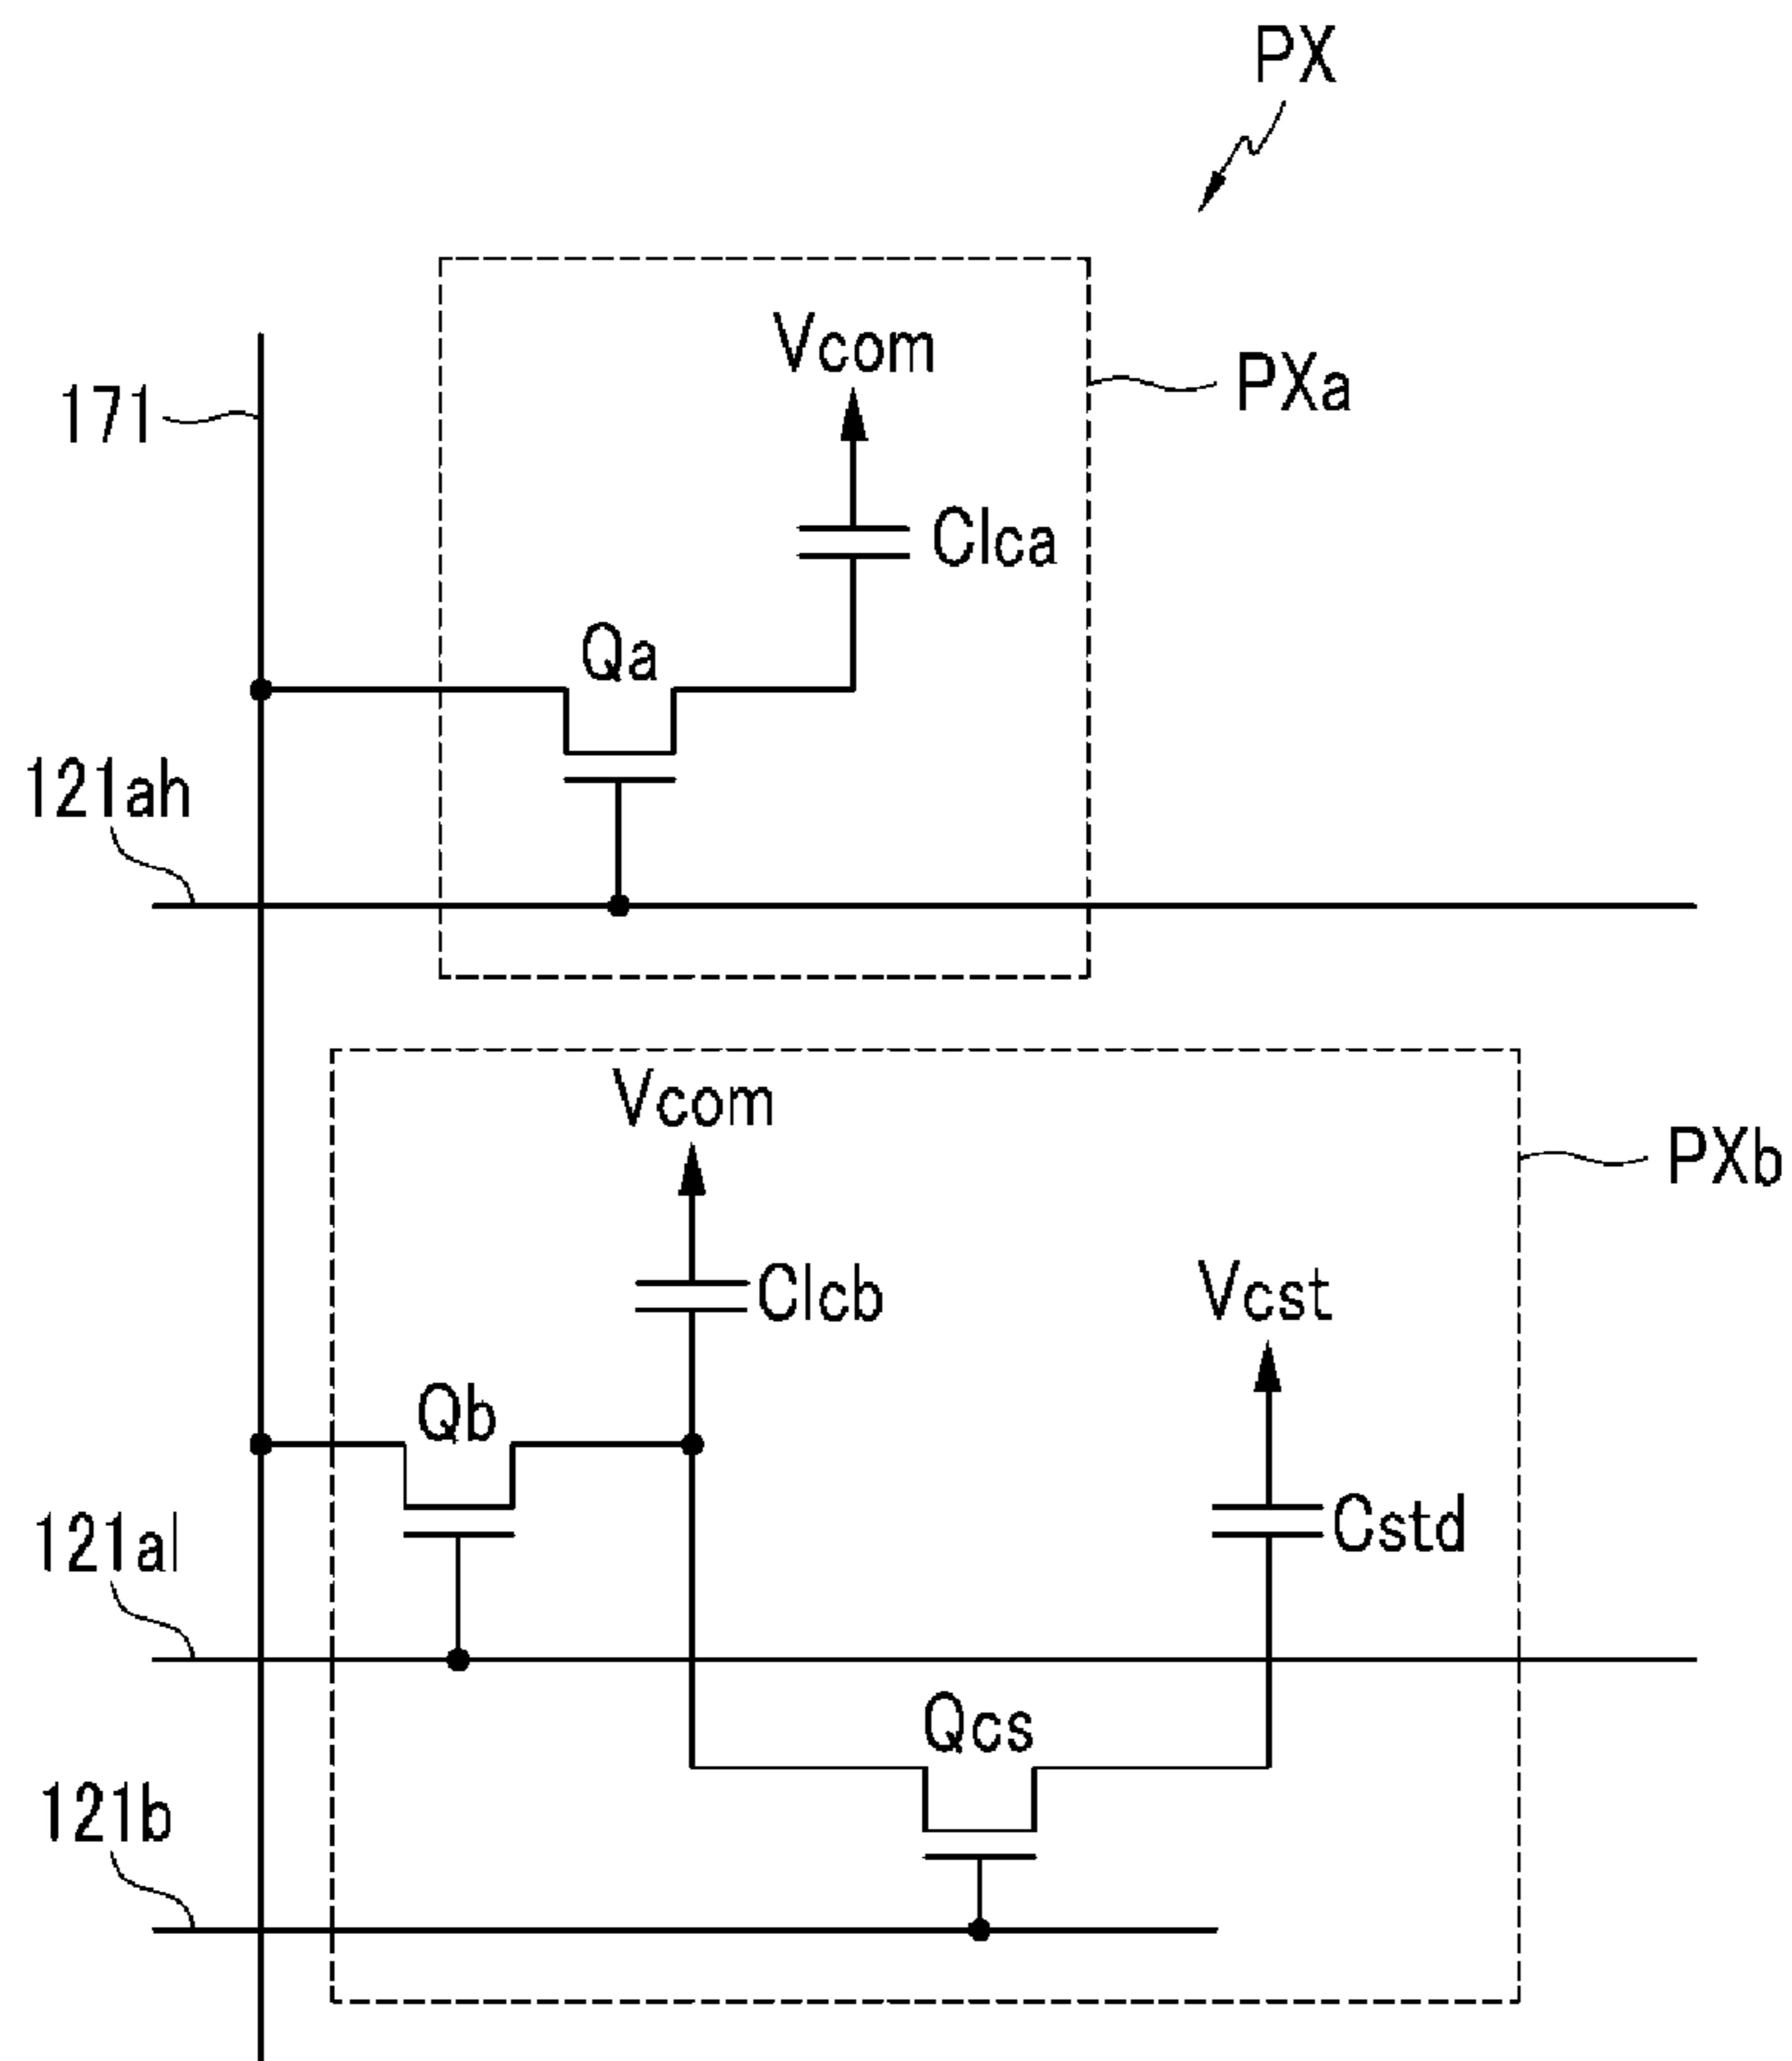 PX
Vcom
PXa
171
Clca
Qa
121ah
Vcom
PXb
Clcb
Vcst
Qb
Cstd
121al
Qcs
121b